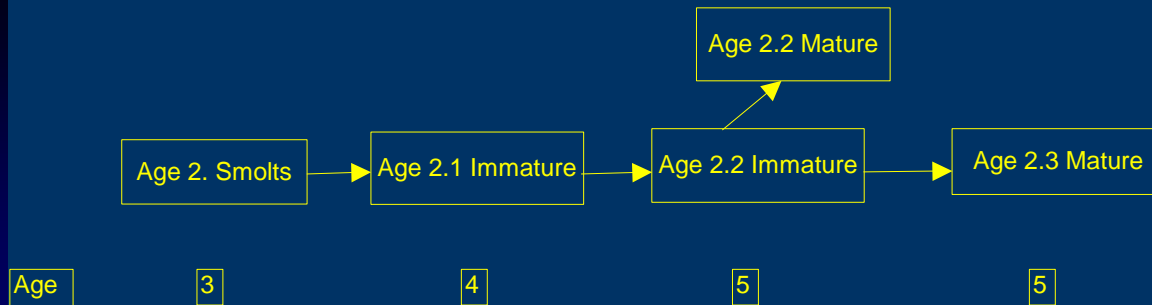 Age 2.2 Mature
Age 2. Smolts
Age 2.1 Immature
Age 2.2 Immature
Age 2.3 Mature
Age
3
4
5
5